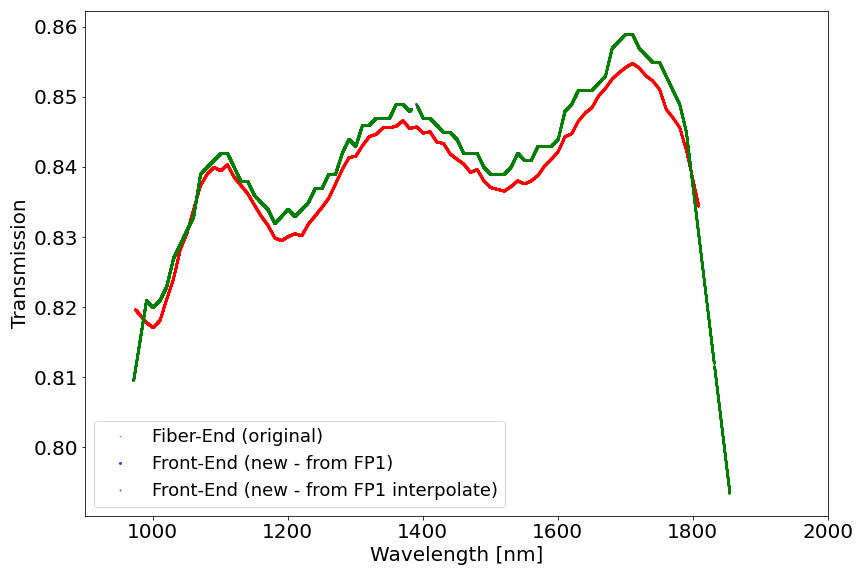 0.86
0.85
0.84
0.83
0.82
0.81
0.80
Transmission
Fiber-End (original)
Front-End (new - from FP1)
Front-End (new - from FP1 interpolate)
1000 1200 1400 1600 1800 2000
Wavelength [nm]